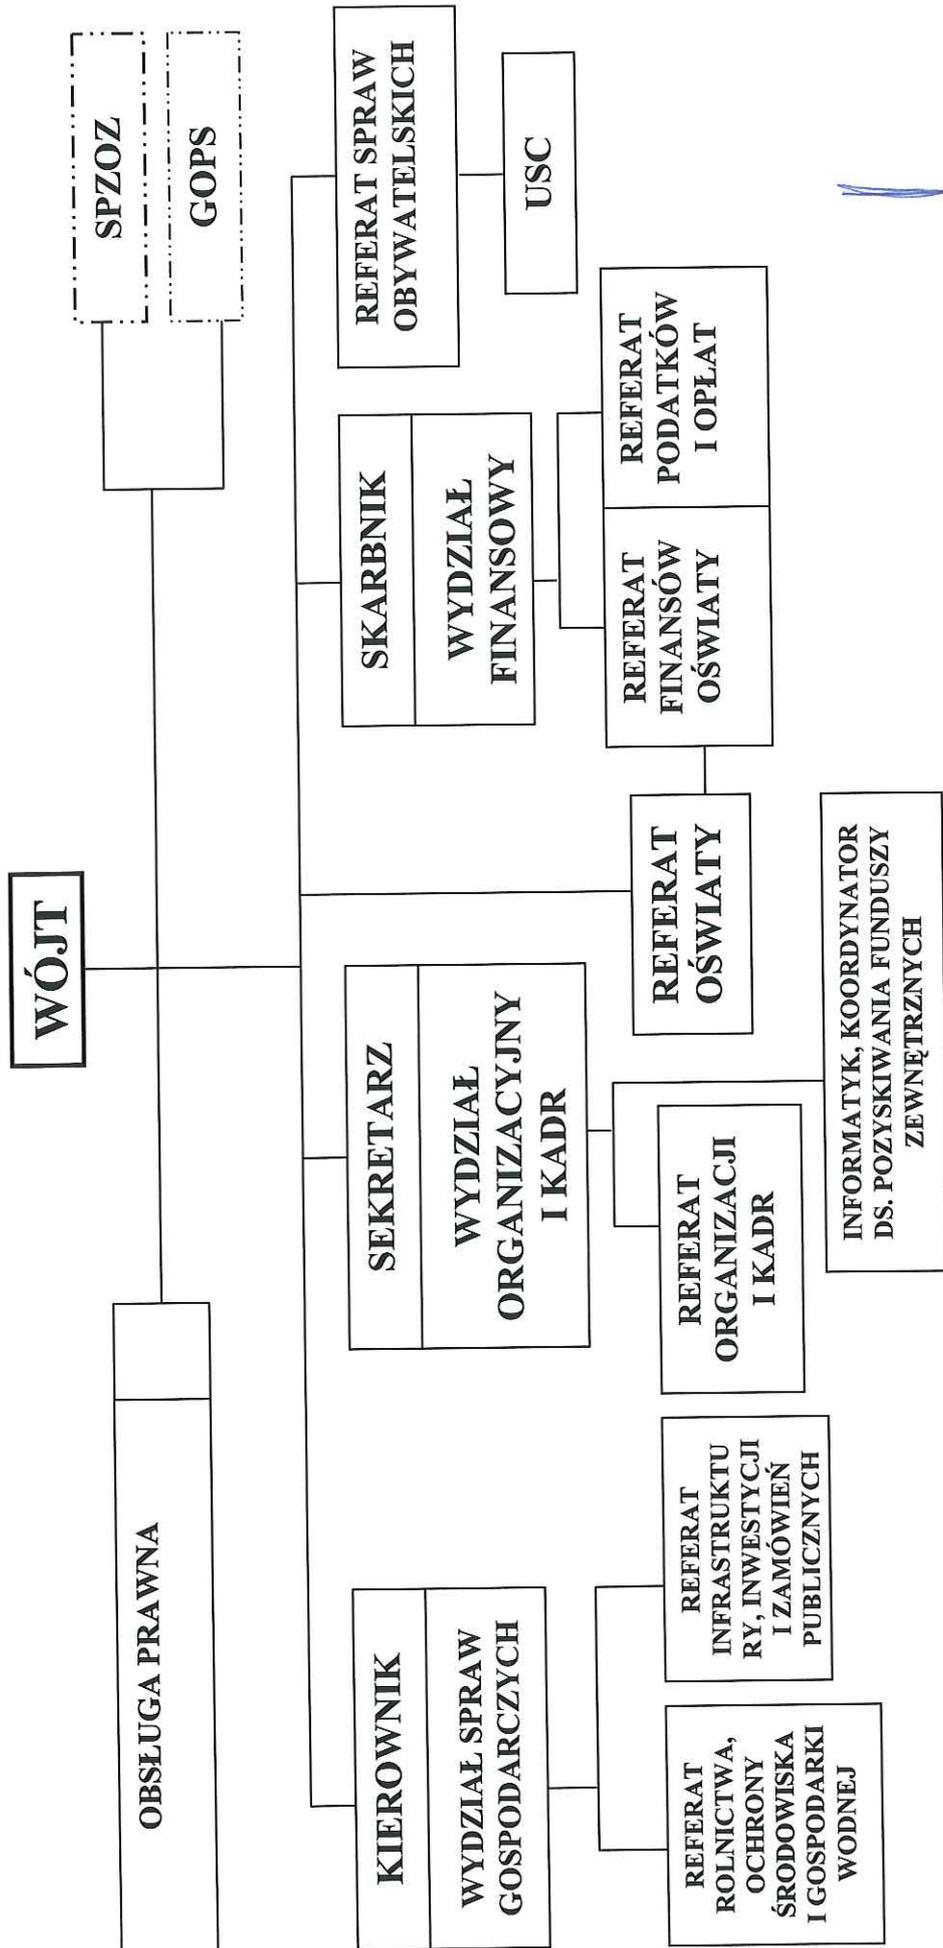 WÓJT
OBSŁUGA PRAWNA
SPZOZ
GOPS
KIEROWNIK
WYDZIAŁ SPRAW
GOSPODARCZYCH
SEKRETARZ
WYDZIAŁ
ORGANIZACYJNY
I KADR
SKARBNIK
WYDZIAŁ
FINANSOWY
REFERAT SPRAW
OBYWATELSKICH
USC
REFERAT
ROLNICTWA,
OCHRONY
ŚRODOWISKA
I GOSPODARKI
WODNEJ
REFERAT
INFRASTRUKTU
RY, INWESTYCJI
I ZAMÓWIEŃ
PUBLICZNYCH
REFERAT
ORGANIZACJI
I KADR
REFERAT
OŚWIATY
REFERAT
FINANSÓW
OŚWIATY
REFERAT
PODATKÓW
I OPŁAT
INFORMATYK, KOORDYNATOR
DS. POZYSKIWANIA FUNDUSZY
ZEWNĘTRZNYCH